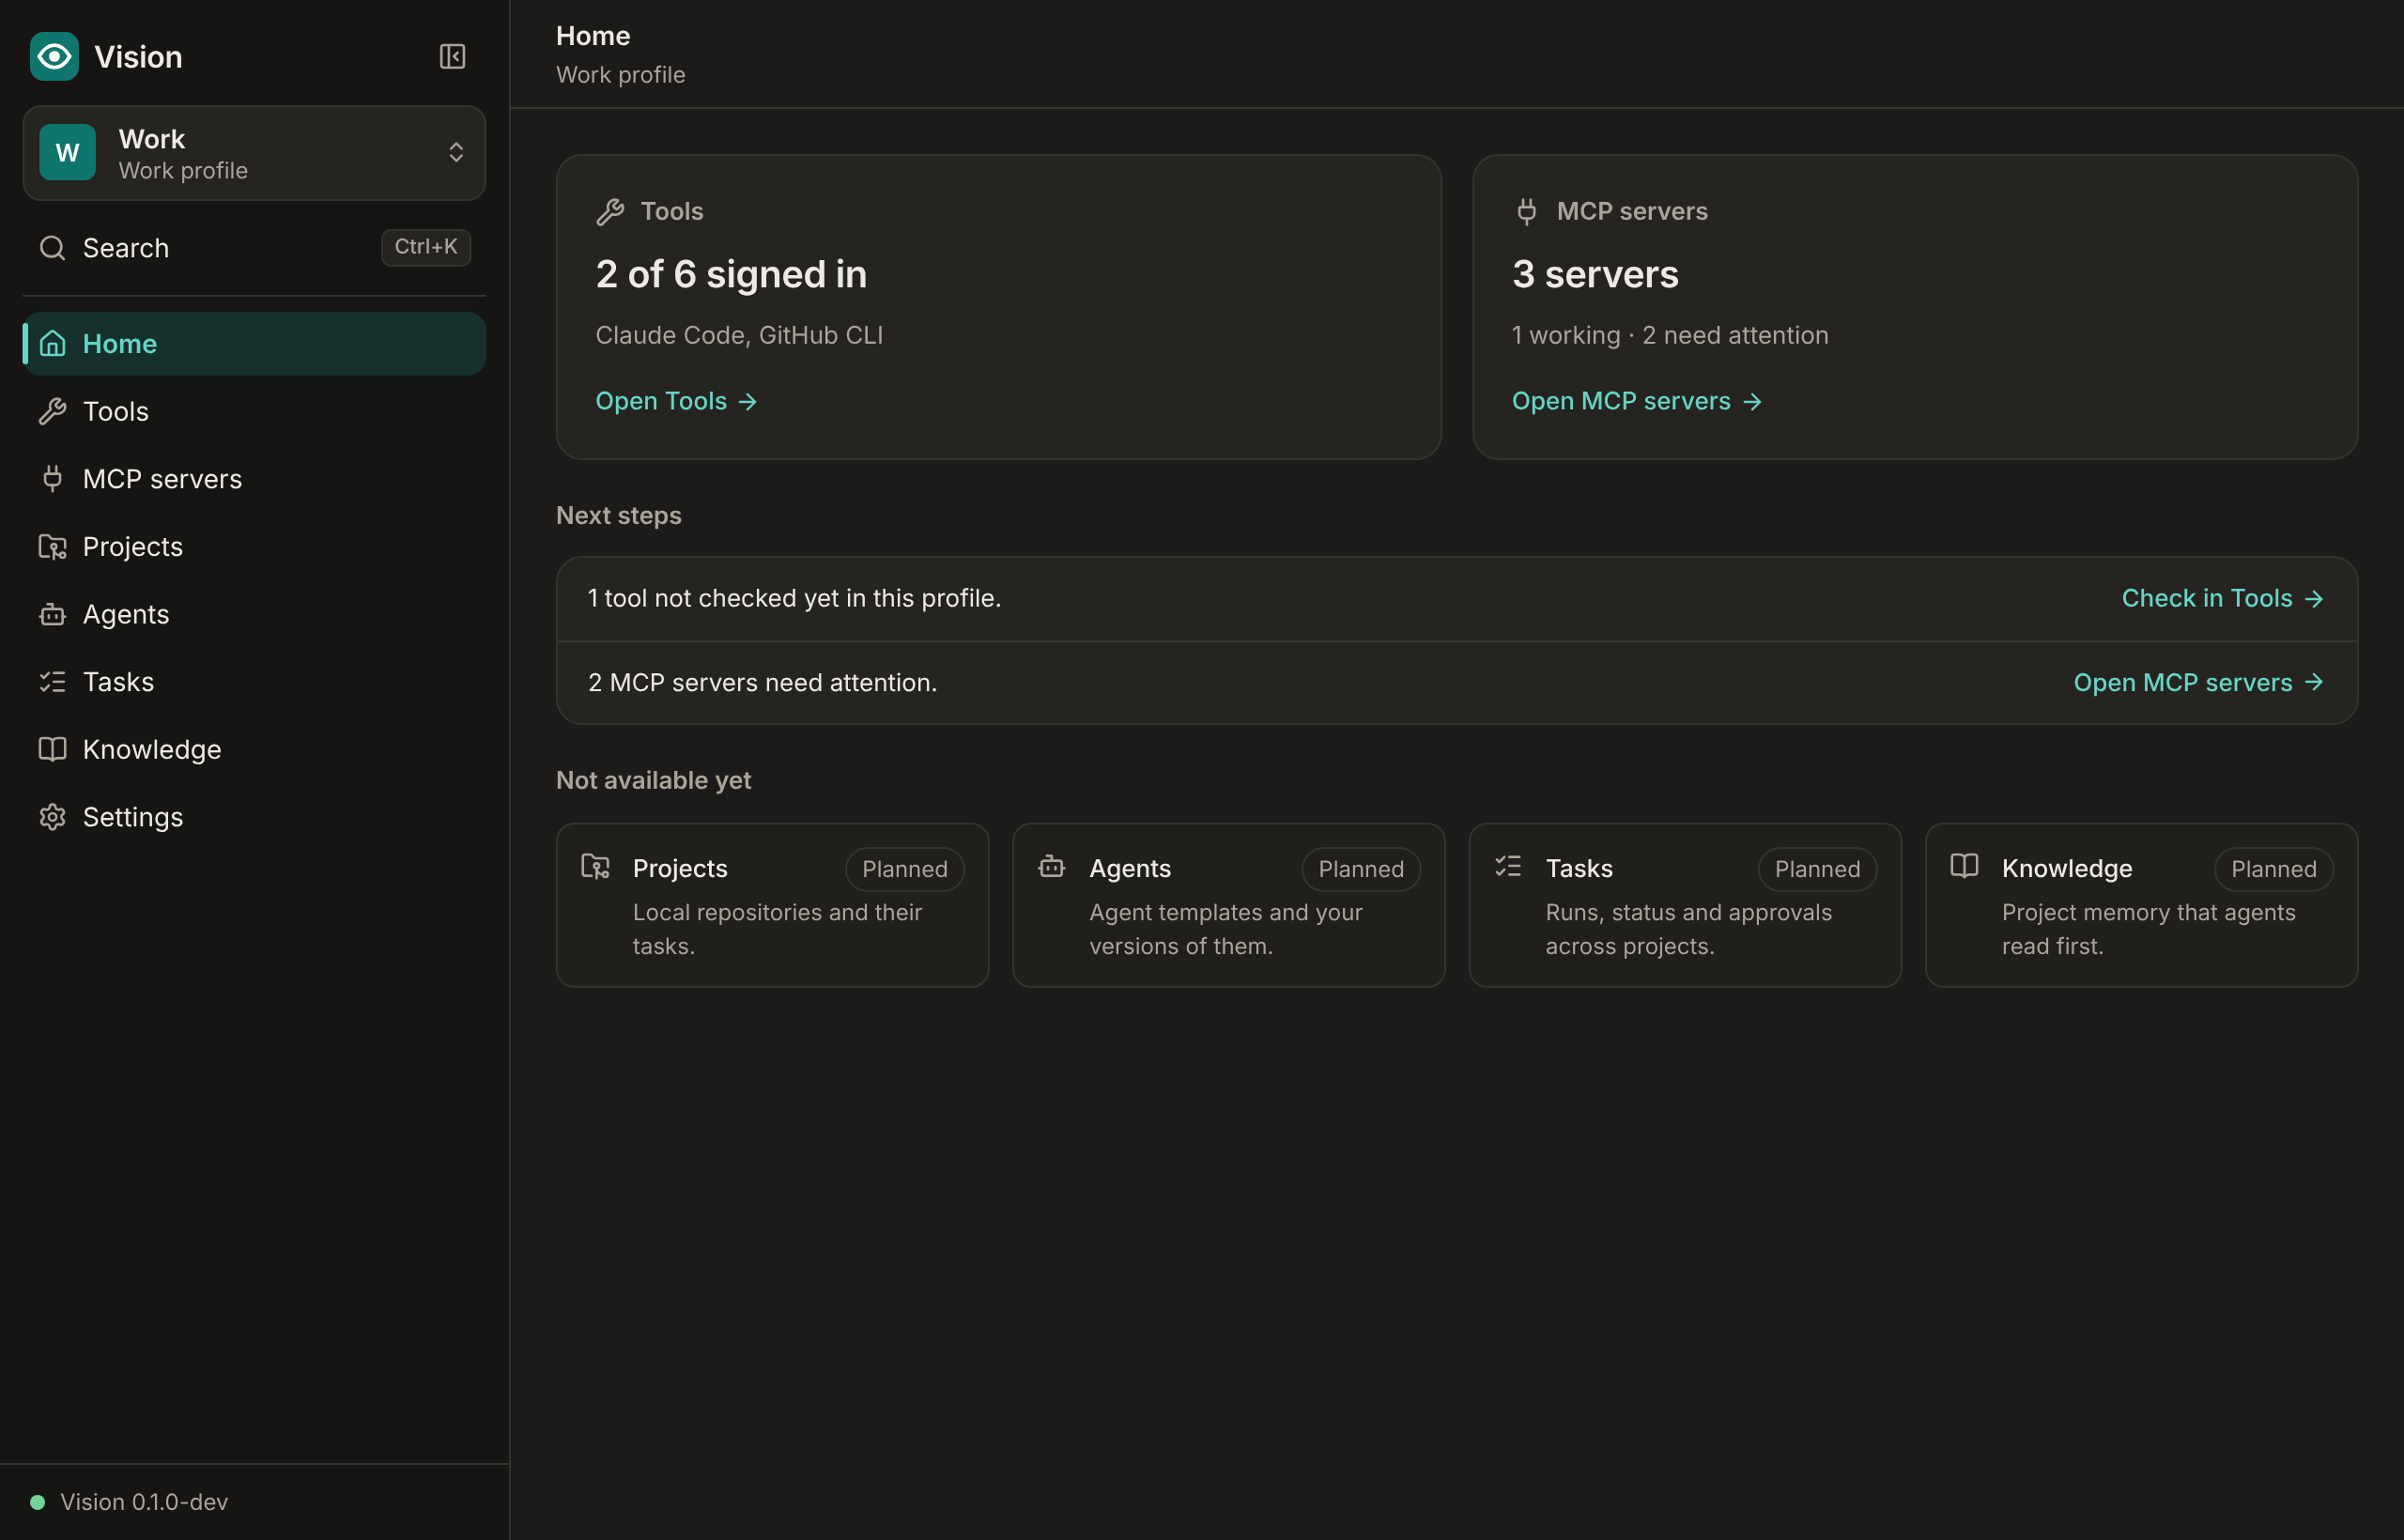 Vision
W
Work
Work profile
Search
Ctrl+K
Home
Tools
MCP servers
Projects
Agents
Tasks
Knowledge
Settings
Vision 0.1.0-dev
Home
Work profile
Tools
2 of 6 signed in
Claude Code, GitHub CLI
Open Tools →
MCP servers
3 servers
1 working · 2 need attention
Open MCP servers →
Next steps
1 tool not checked yet in this profile.
Check in Tools →
2 MCP servers need attention.
Open MCP servers →
Not available yet
Projects
Planned
Local repositories and their
tasks.
Agents
Planned
Agent templates and your
versions of them.
Tasks
Planned
Runs, status and approvals
across projects.
Knowledge
Planned
Project memory that agents
read first.